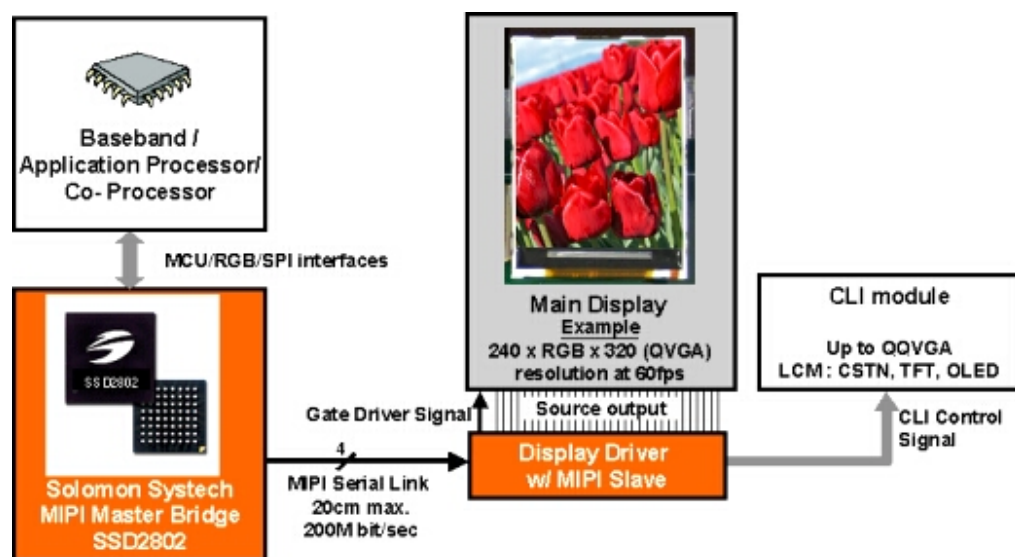 Baseband /
Application Processor/
Co- Processor
MCU/RGB/SPI interfaces
SSD2802
Solomon Systech
MIPI Master Bridge
SSD2802
4
MIPI Serial Link
20cm max.
200M bit/sec
Main Display
Example
240 x RGB x 320 (QVGA)
resolution at 60fps
Gate Driver Signal
Source output
Display Driver
w/ MIPI Slave
CLI module
Up to QQVGA
LCM : CSTN, TFT, OLED
CLI Control
Signal